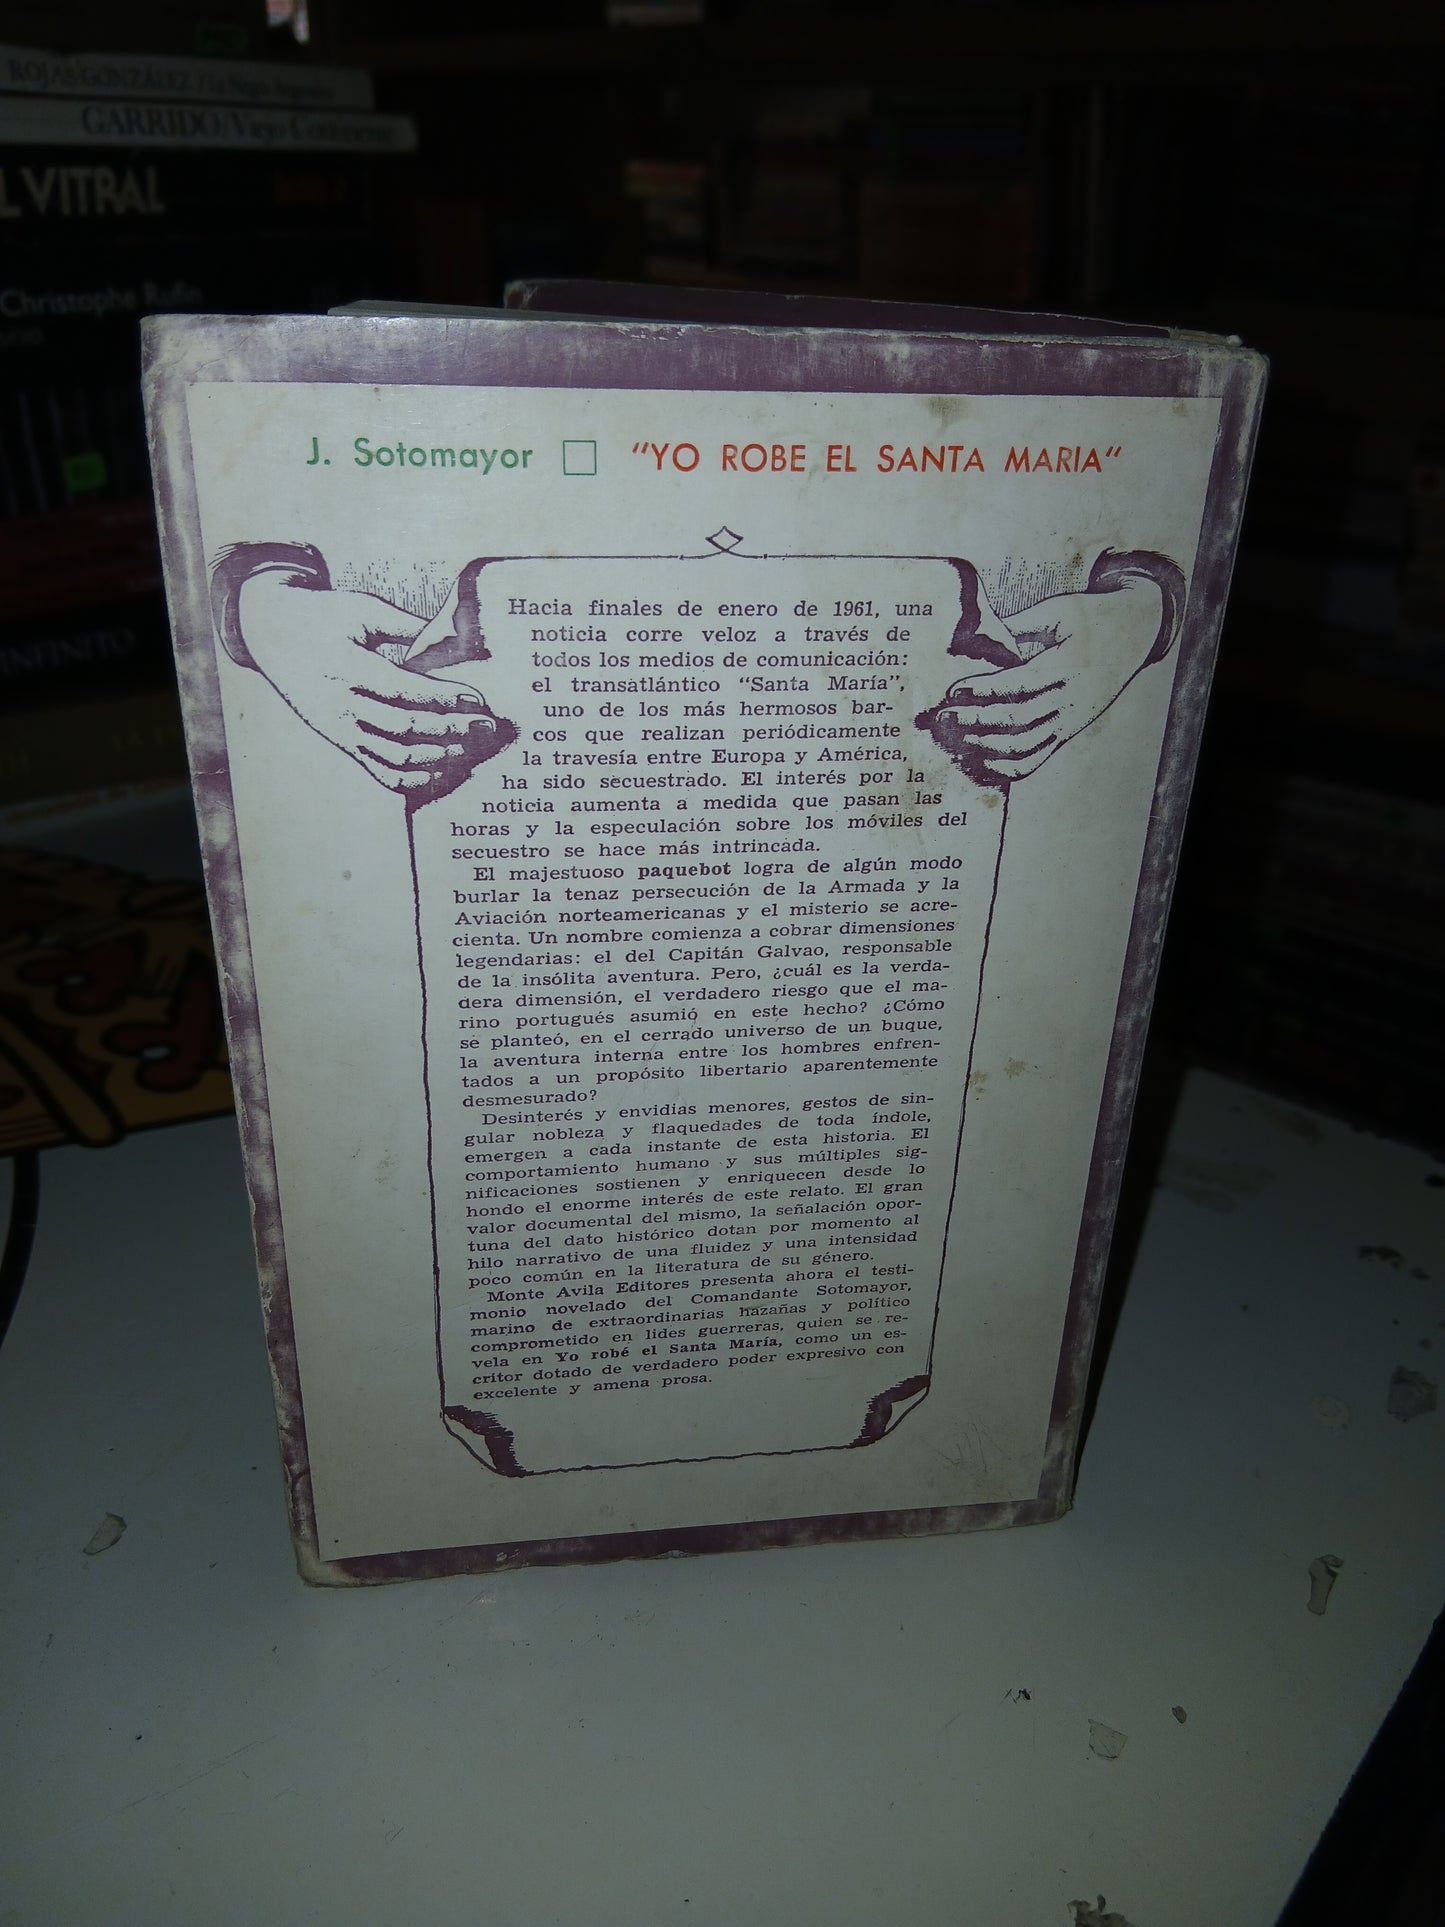 ROJAS GONZÁLEZ / La Negra Angustias
GARRIDO/Viejo Continente
L VITRAL
Christophe Rufin
INFINITO
J. Sotomayor □ "YO ROBE EL SANTA MARIA"
Hacia finales de enero de 1961, una
noticia corre veloz a través de
todos los medios de comunicación:
el transatlántico "Santa María",
uno de los más hermosos bar-
cos que realizan periódicamente
la travesía entre Europa y América,
ha sido secuestrado. El interés por la
noticia aumenta a medida que pasan las
horas y la especulación sobre los móviles del
secuestro se hace más intrincada.
El majestuoso paquebot logra de algún modo
burlar la tenaz persecución de la Armada y la
Aviación norteamericanas y el misterio se acre-
cienta. Un nombre comienza a cobrar dimensiones
legendarias: el del Capitán Galvao, responsable
de la insólita aventura. Pero, ¿cuál es la verda-
dera dimensión, el verdadero riesgo que el ma-
rino portugués asumió en este hecho? ¿Cómo
se planteó, en el cerrado universo de un buque,
la aventura interna entre los hombres enfren-
tados a un propósito libertario aparentemente
desmesurado?
Desinterés y envidias menores, gestos de sin-
gular nobleza y flaquedades de toda índole,
emergen a cada instante de esta historia. El
comportamiento humano y sus múltiples sig-
nificaciones sostienen y enriquecen desde lo
hondo el enorme interés de este relato. El gran
valor documental del mismo, la señalación opor-
tuna del dato histórico dotan por momento al
hilo narrativo de una fluidez y una intensidad
poco común en la literatura de su género.
Monte Avila Editores presenta ahora el testi-
monio novelado del Comandante Sotomayor,
marino de extraordinarias hazañas y político
comprometido en lides guerreras, quien se re-
vela en Yo robé el Santa María, como un es-
critor dotado de verdadero poder expresivo con
excelente y amena prosa.